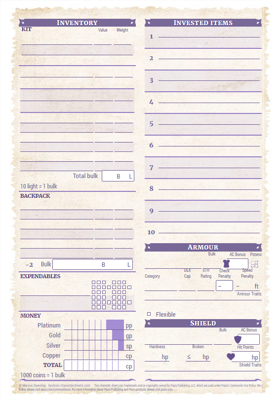 INVENTORY
KIT Value Weight
Total bulk B L
10 light = 1 bulk
BACKPACK
-2 Bulk B L
EXPENDABLES
MONEY
Platinum pp
Gold gp
Silver sp
Copper cp
TOTAL cp
1000 coins = 1 bulk
INVESTED ITEMS
1
2
3
4
5
6
7
8
9
10
ARMOUR
Bulk AC Bonus Potency
Category DEX Cap STR Rating Check Penalty Speed Penalty
- - ft
Armour Traits
Flexible
SHIELD
Bulk AC Bonus
Hardness Broken Hit Points
hp ≤ hp hp
Shield Traits